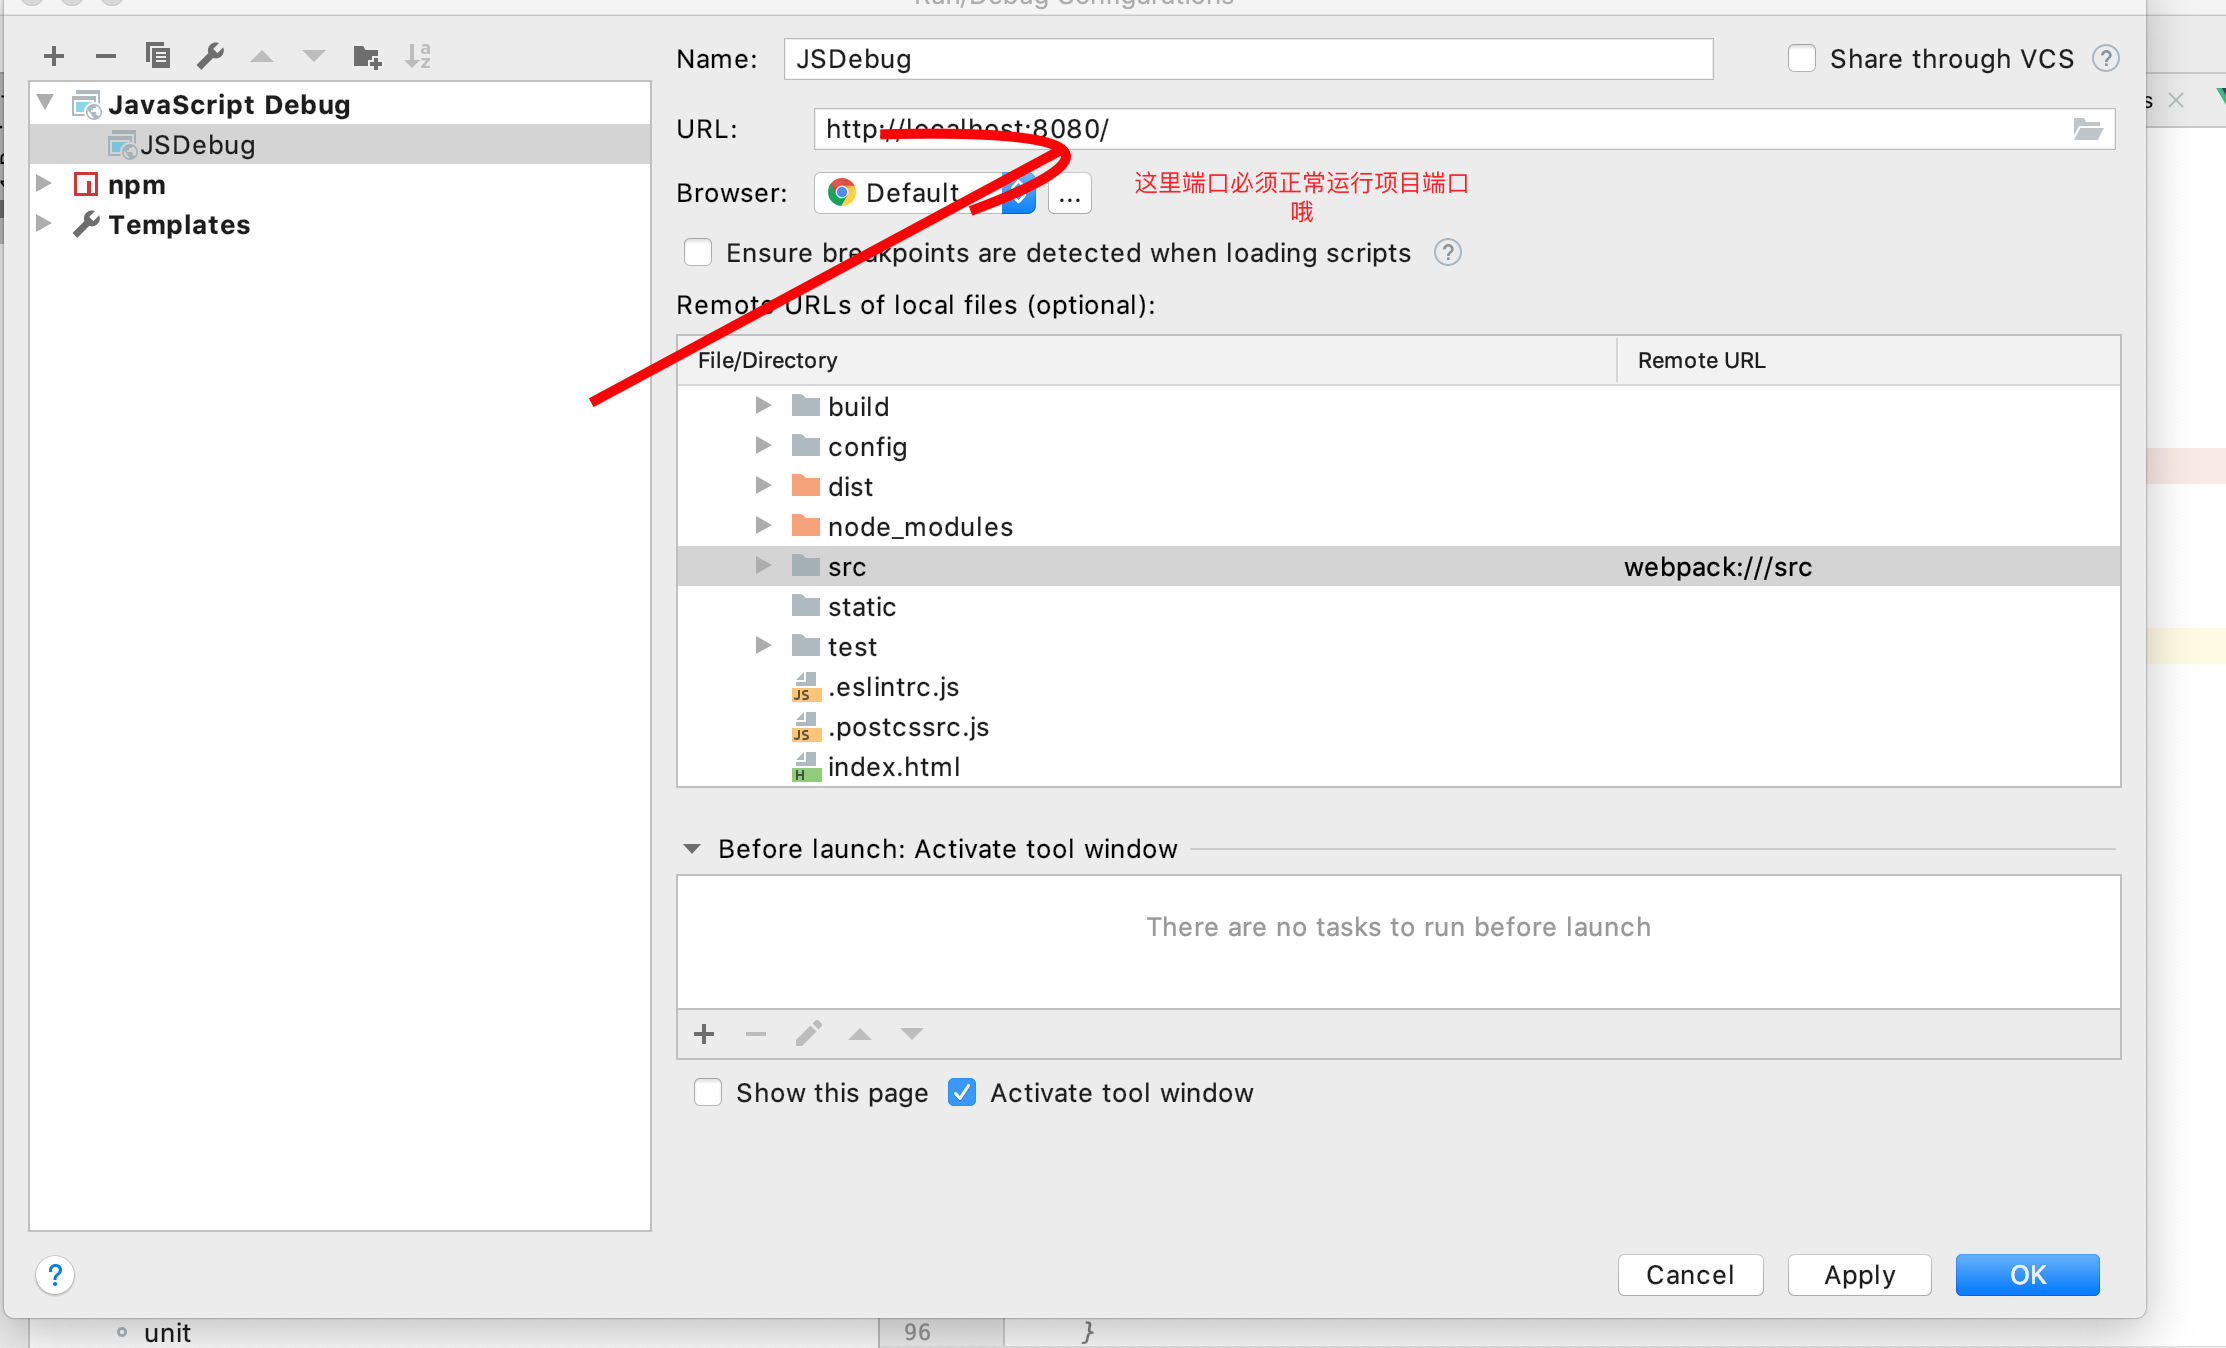 Run/Debug Configurations
Name: JSDebug
Share through VCS ?
JavaScript Debug
JSDebug
npm
Templates
URL: http://localhost:8080/
Browser: Default ...
这里端口必须正常运行项目端口
哦
Ensure breakpoints are detected when loading scripts ?
Remote URLs of local files (optional):
File/Directory Remote URL
build
config
dist
node_modules
src webpack:///src
static
test
JS .eslintrc.js
JS .postcssrc.js
H index.html
Before launch: Activate tool window
There are no tasks to run before launch
Show this page Activate tool window
? Cancel Apply OK
unit 96 }